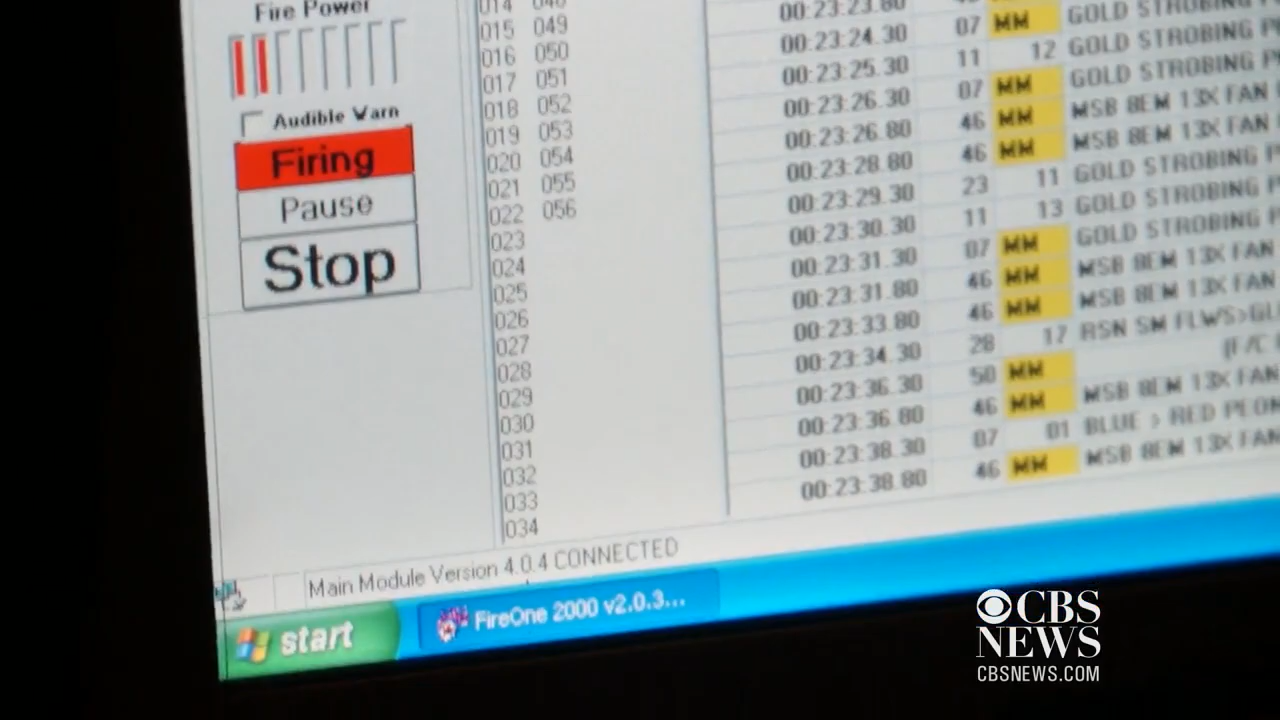 Fire Power
Audible Warn
Firing
Pause
Stop
014 048
015 049
016 050
017 051
018 052
019 053
020 054
021 055
022 056
023
024
025
026
027
028
029
030
031
032
033
034
00:23:23.80
00:23:24.30 07 MM GOLD STROBING
00:23:25.30 11 12 GOLD STROBING
00:23:26.30 07 MM GOLD STROBING
00:23:26.80 46 MM MSB 8EM 13X FAN
00:23:28.80 46 MM MSB 8EM 13X FAN
00:23:29.30 23 11 GOLD STROBING
00:23:30.30 11 13 GOLD STROBING
00:23:31.30 07 MM GOLD STROBING
00:23:31.80 46 MM MSB 8EM 13X FAN
00:23:33.80 46 MM MSB 8EM 13X FAN
00:23:34.30 28 17 RSN SM FLWS>GL
00:23:36.30 50 MM (F/C
00:23:36.80 46 MM MSB 8EM 13X FAN
00:23:38.30 07 01 BLUE > RED PEON
00:23:38.80 46 MM MSB 8EM 13X FAN
Main Module Version 4.0.4 CONNECTED
start
FireOne 2000 v2.0.3...
CBS
NEWS
CBSNEWS.COM